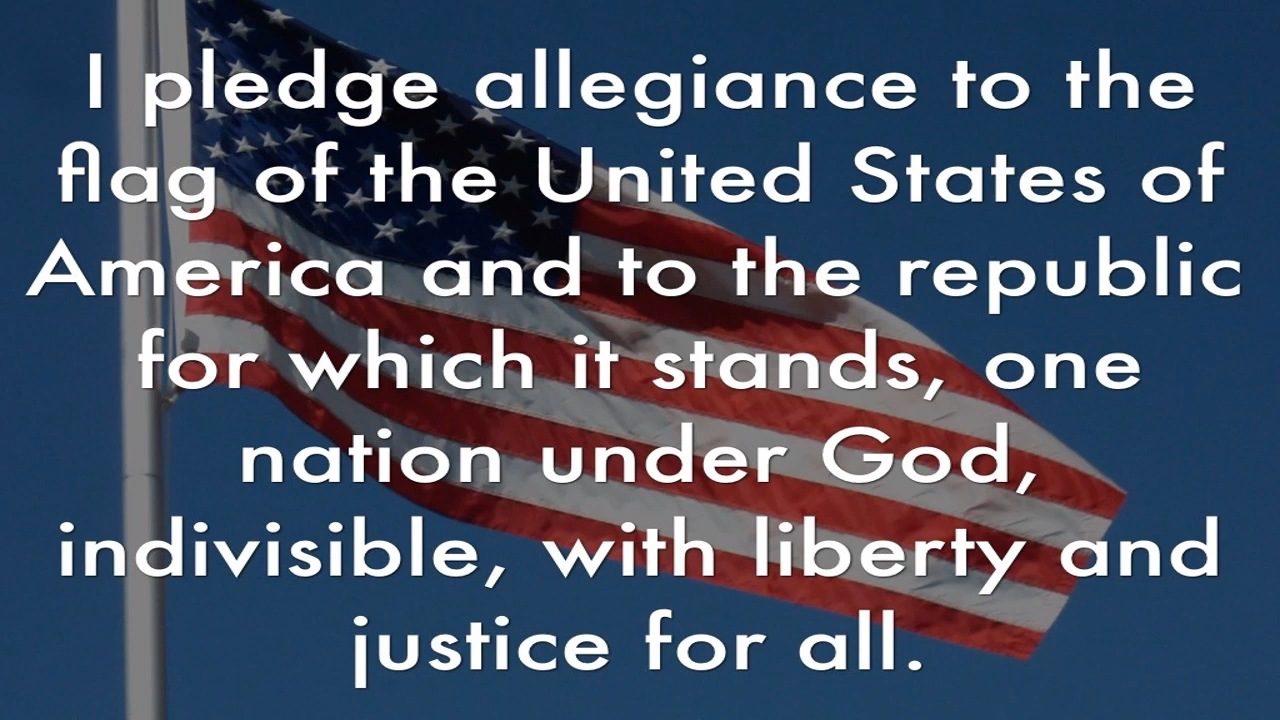 I pledge allegiance to the
flag of the United States of
America and to the republic
for which it stands, one
nation under God,
indivisible, with liberty and
justice for all.